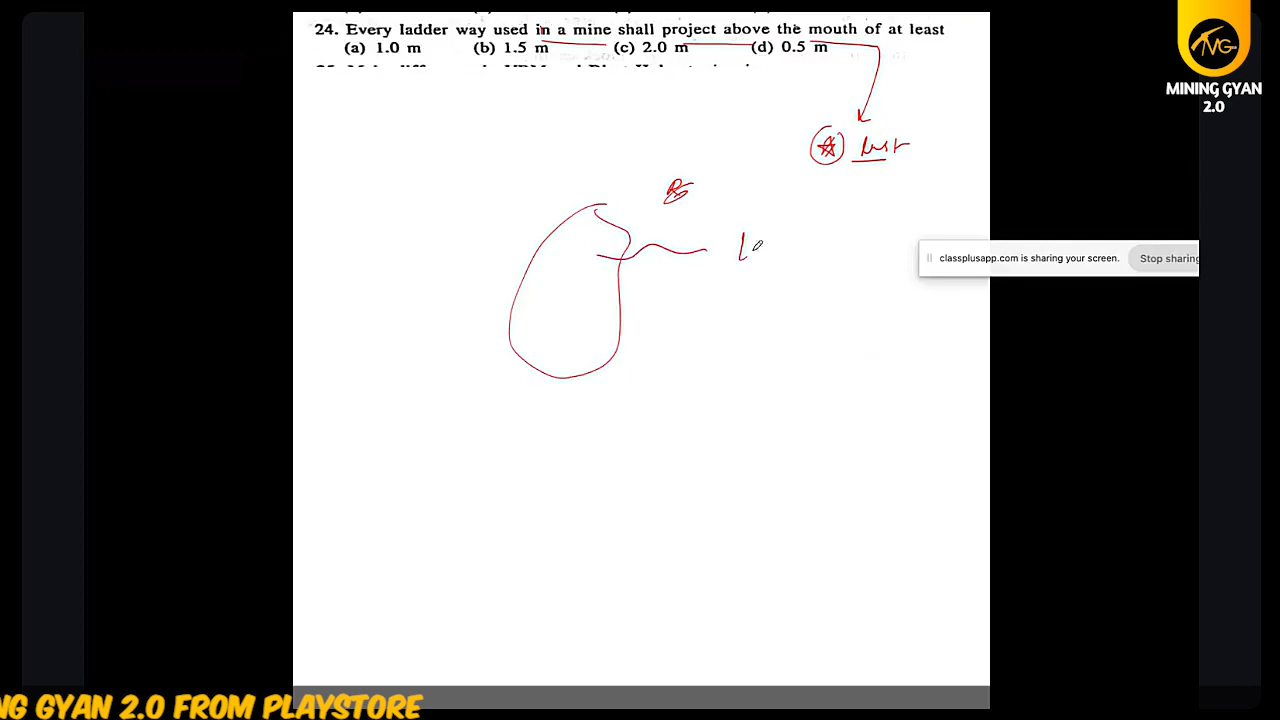 24. Every ladder way used in a mine shall project above the mouth of at least
(a) 1.0 m (b) 1.5 m (c) 2.0 m (d) 0.5 m
TNG
MINING GYAN
2.0
classplusapp.com is sharing your screen. Stop sharing
NG GYAN 2.0 FROM PLAYSTORE